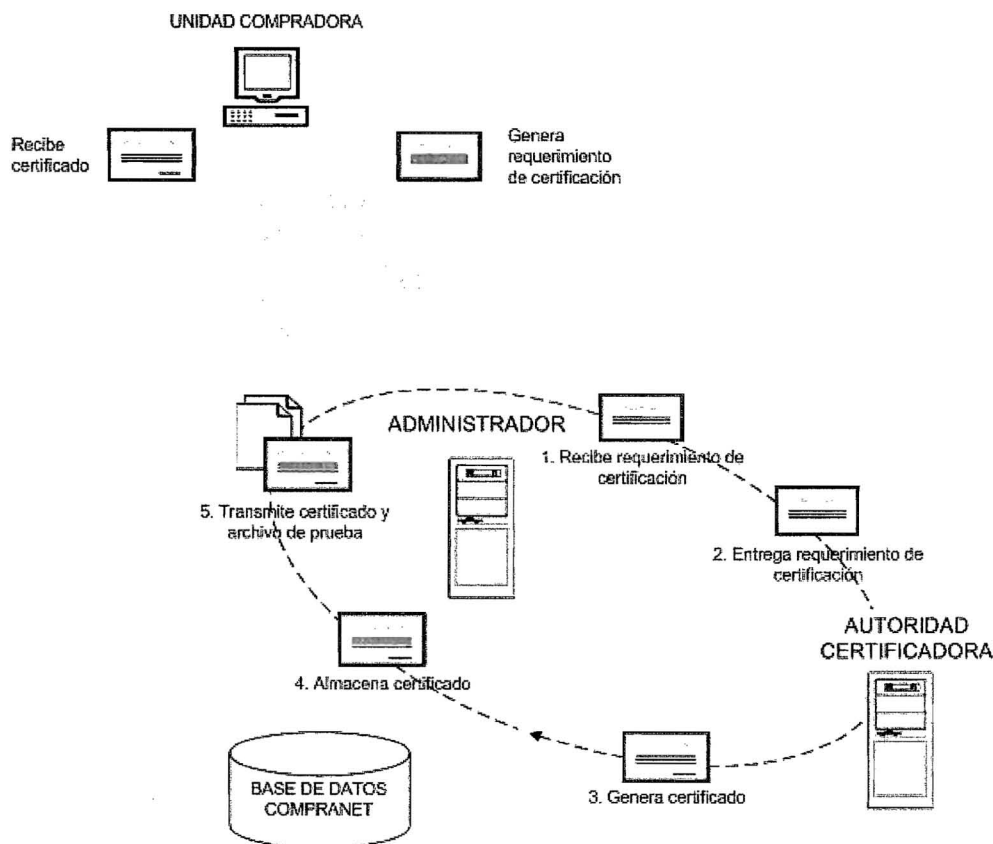 UNIDAD COMPRADORA
Recibe
certificado
Genera
requerimiento
de certificación
ADMINISTRADOR
1. Recibe requerimiento de
certificación
5. Transmite certificado y
archivo de prueba
2. Entrega requerimiento de
certificación
AUTORIDAD
CERTIFICADORA
4. Almacena certificado
3. Genera certificado
BASE DE DATOS
COMPRANET